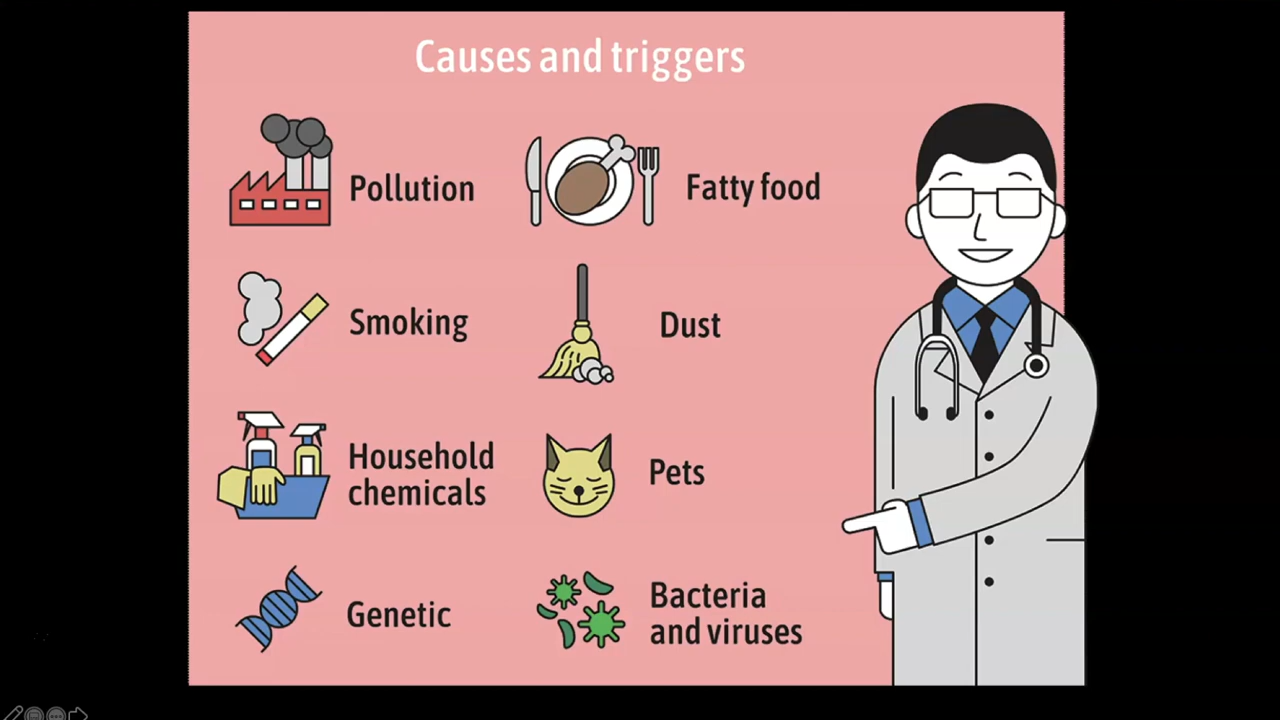 Causes and triggers
Pollution
Fatty food
Smoking
Dust
Household
chemicals
Pets
Genetic
Bacteria
and viruses